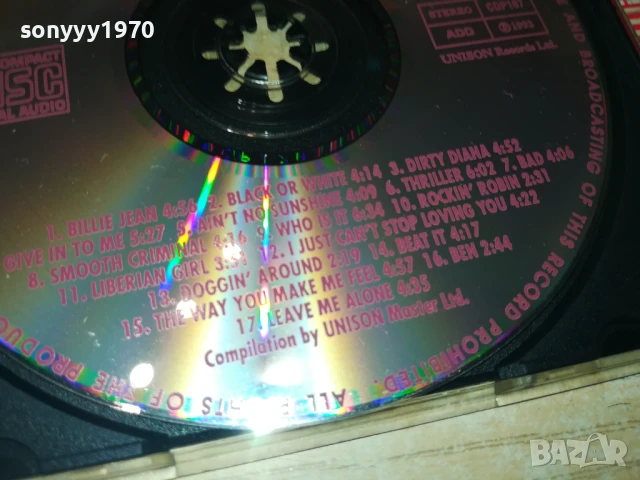 sonyyy1970
COMPACT
DISC
DIGITAL AUDIO
STEREO CDP187
ADD ℗1993
UNISON Records Ltd.
1. BILLIE JEAN 4:56 2. BLACK OR WHITE 4:14 3. DIRTY DIANA 4:52
GIVE IN TO ME 5:27 5. AIN'T NO SUNSHINE 4:09 6. THRILLER 6:02 7. BAD 4:06
8. SMOOTH CRIMINAL 9. WHO IS IT 6:34 10. ROCKIN' ROBIN 2:31
11. LIBERIAN GIRL 12. I JUST CAN'T STOP LOVING YOU 4:22
13. DOGGIN' AROUND 2:19 14. BEAT IT 4:17
15. THE WAY YOU MAKE ME FEEL 4:57 16. BEN 2:44
17. LEAVE ME ALONE 4:35
Compilation by UNISON Master Ltd.
ALL OF THE PRODUC
AND BROADCASTING OF THIS RECORD PROHIBITED.
BAZAR
bg